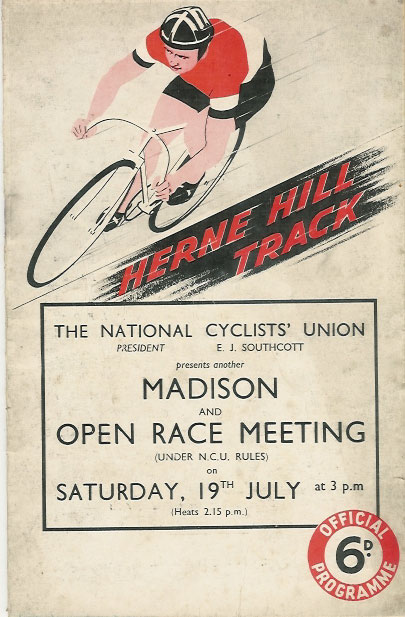 HERNE HILL
TRACK
THE NATIONAL CYCLISTS' UNION
PRESIDENT E. J. SOUTHCOTT
presents another
MADISON
AND
OPEN RACE MEETING
(UNDER N.C.U. RULES)
on
SATURDAY, 19TH JULY at 3 p.m
(Heats 2.15 p.m.)
OFFICIAL
6D.
PROGRAMME